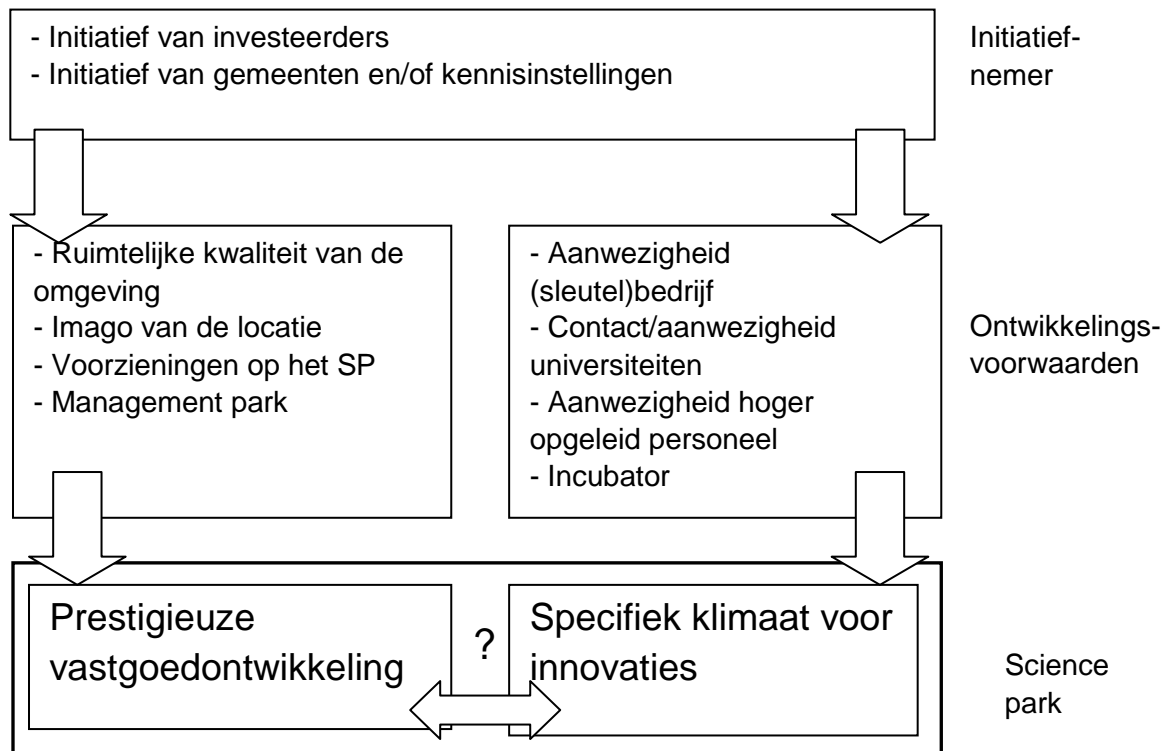 - Initiatief van investeerders
- Initiatief van gemeenten en/of kennisinstellingen
Initiatief-
nemer
- Ruimtelijke kwaliteit van de
omgeving
- Imago van de locatie
- Voorzieningen op het SP
- Management park
- Aanwezigheid
(sleutel)bedrijf
- Contact/aanwezigheid
universiteiten
- Aanwezigheid hoger
opgeleid personeel
- Incubator
Ontwikkelings-
voorwaarden
Prestigieuze
vastgoedontwikkeling
?
Specifiek klimaat voor
innovaties
Science
park